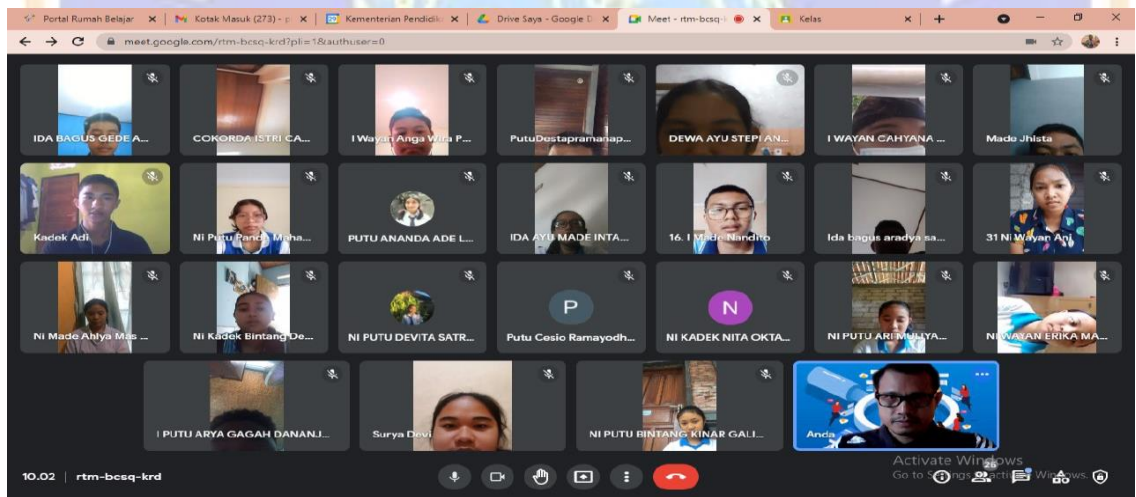 Portal Rumah Belajar
Kotak Masuk (273) - p
Kementerian Pendidik
Drive Saya - Google D
Meet - rtm-bcsq-
Kelas
meet.google.com/rtm-bcsq-krd?pli=1&authuser=0
IDA BAGUS GEDE A...
COKORDA ISTRI CA...
I Wayan Anga Wira P...
PutuDestapramanap...
DEWA AYU STEPI AN...
I WAYAN CAHYANA ...
Made Jhista
Kadek Adi
Ni Putu Pande Maha...
PUTU ANANDA ADE L...
IDA AYU MADE INTA...
16. I Made Nandito
Ida bagus aradya sa...
31 Ni Wayan Ani
Ni Made Ahlya Mas ...
Ni Kadek Bintang De...
NI PUTU DEVITA SATR...
P
Putu Cesio Ramayodh...
N
NI KADEK NITA OKTA...
NI PUTU ARI MULIYA...
NI WAYAN ERIKA MA...
I PUTU ARYA GAGAH DANANJ...
Surya Devi
NI PUTU BINTANG KINAR GALI...
Anda
Activate Windows
10.02 | rtm-bcsq-krd
Go to
26